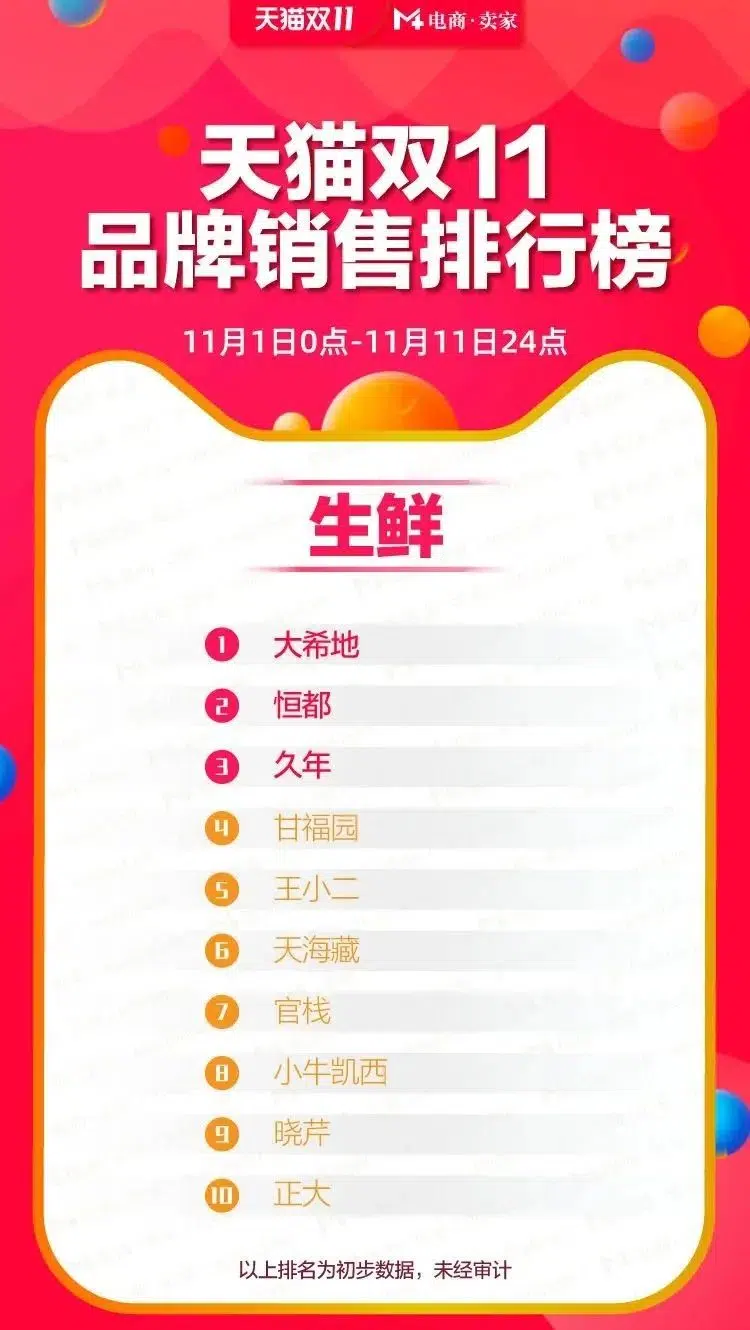 天猫双11 M4 电商·卖家
天猫双11
品牌销售排行榜
11月1日0点-11月11日24点
生鲜
1 大希地
2 恒都
3 久年
4 甘福园
5 王小二
6 天海藏
7 官栈
8 小牛凯西
9 晓芹
10 正大
以上排名为初步数据，未经审计